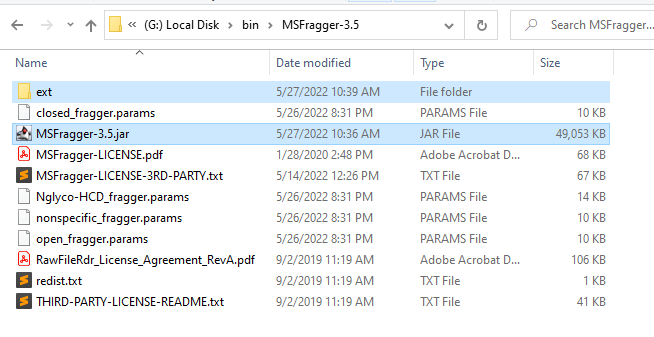 « (G:) Local Disk > bin > MSFragger-3.5
Search MSFragger...
Name Date modified Type Size
ext 5/27/2022 10:39 AM File folder
closed_fragger.params 5/26/2022 8:31 PM PARAMS File 10 KB
MSFragger-3.5.jar 5/27/2022 10:36 AM JAR File 49,053 KB
MSFragger-LICENSE.pdf 1/28/2020 2:48 PM Adobe Acrobat D... 68 KB
MSFragger-LICENSE-3RD-PARTY.txt 5/14/2022 12:26 PM TXT File 67 KB
Nglyco-HCD_fragger.params 5/26/2022 8:31 PM PARAMS File 14 KB
nonspecific_fragger.params 5/26/2022 8:31 PM PARAMS File 10 KB
open_fragger.params 5/26/2022 8:31 PM PARAMS File 10 KB
RawFileRdr_License_Agreement_RevA.pdf 9/2/2019 11:19 AM Adobe Acrobat D... 106 KB
redist.txt 9/2/2019 11:19 AM TXT File 1 KB
THIRD-PARTY-LICENSE-README.txt 9/2/2019 11:19 AM TXT File 41 KB